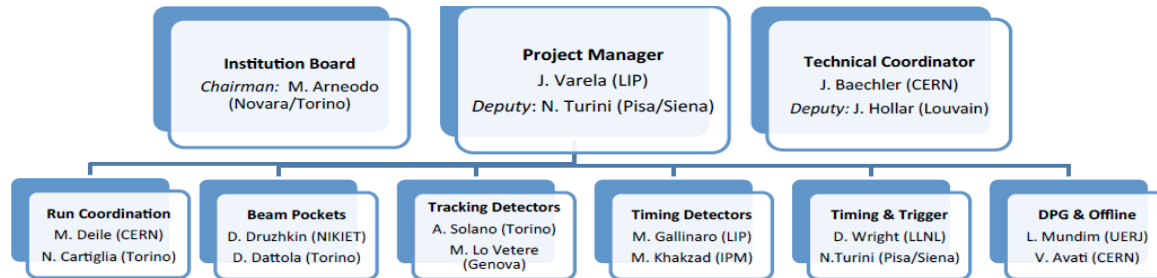 Institution Board
Chairman: M. Arneodo
(Novara/Torino)
Project Manager
J. Varela (LIP)
Deputy: N. Turini (Pisa/Siena)
Technical Coordinator
J. Baechler (CERN)
Deputy: J. Hollar (Louvain)
Run Coordination
M. Deile (CERN)
N. Cartiglia (Torino)
Beam Pockets
D. Druzhkin (NIKIET)
D. Dattola (Torino)
Tracking Detectors
A. Solano (Torino)
M. Lo Vetere
(Genova)
Timing Detectors
M. Gallinaro (LIP)
M. Khakzad (IPM)
Timing & Trigger
D. Wright (LLNL)
N.Turini (Pisa/Siena)
DPG & Offline
L. Mundim (UERJ)
V. Avati (CERN)